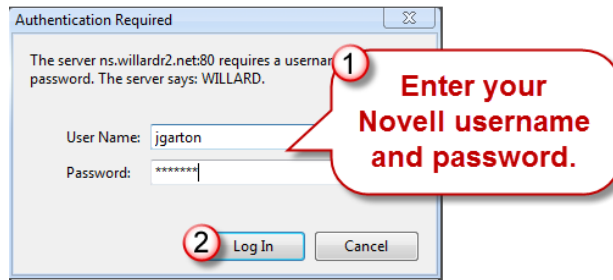 Authentication Required
The server ns.willardr2.net:80 requires a
password. The server says: WILLARD.
1
Enter your
Novell username
and password.
User Name: jgarton
Password: *******
2
Log In
Cancel